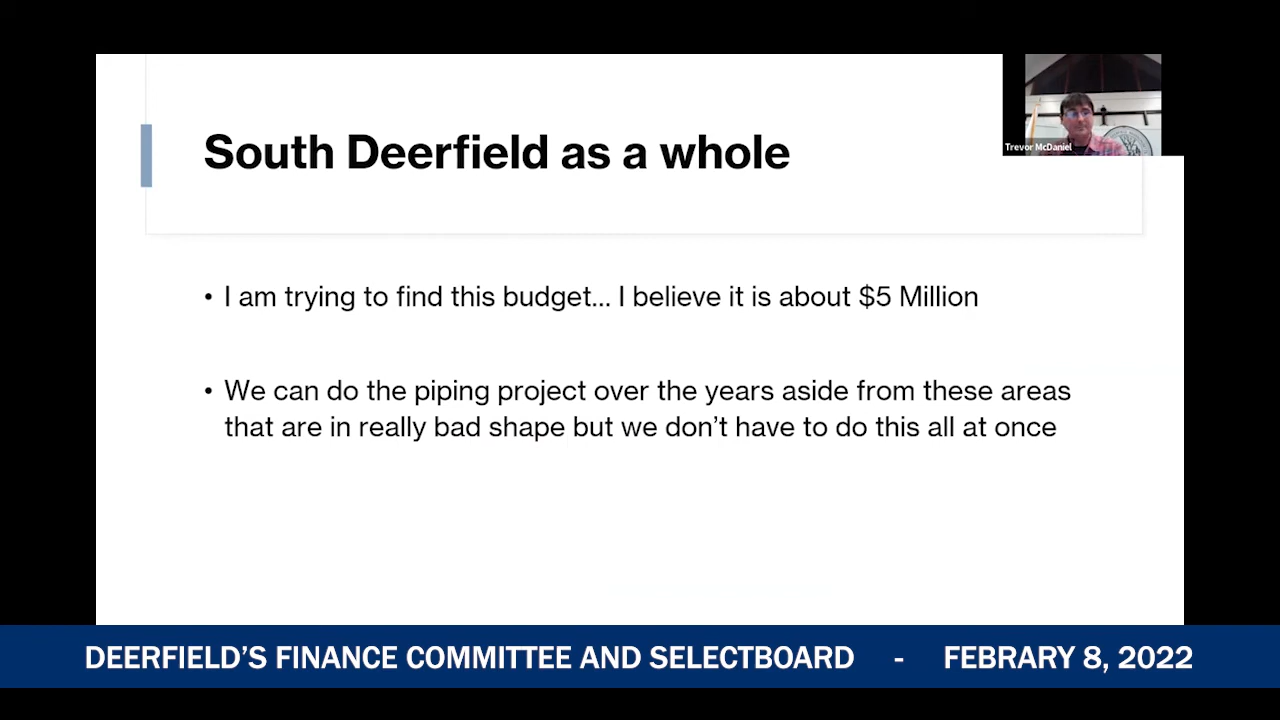 South Deerfield as a whole
Trevor McDaniel
• I am trying to find this budget... I believe it is about $5 Million
• We can do the piping project over the years aside from these areas
that are in really bad shape but we don't have to do this all at once
DEERFIELD'S FINANCE COMMITTEE AND SELECTBOARD - FEBRARY 8, 2022